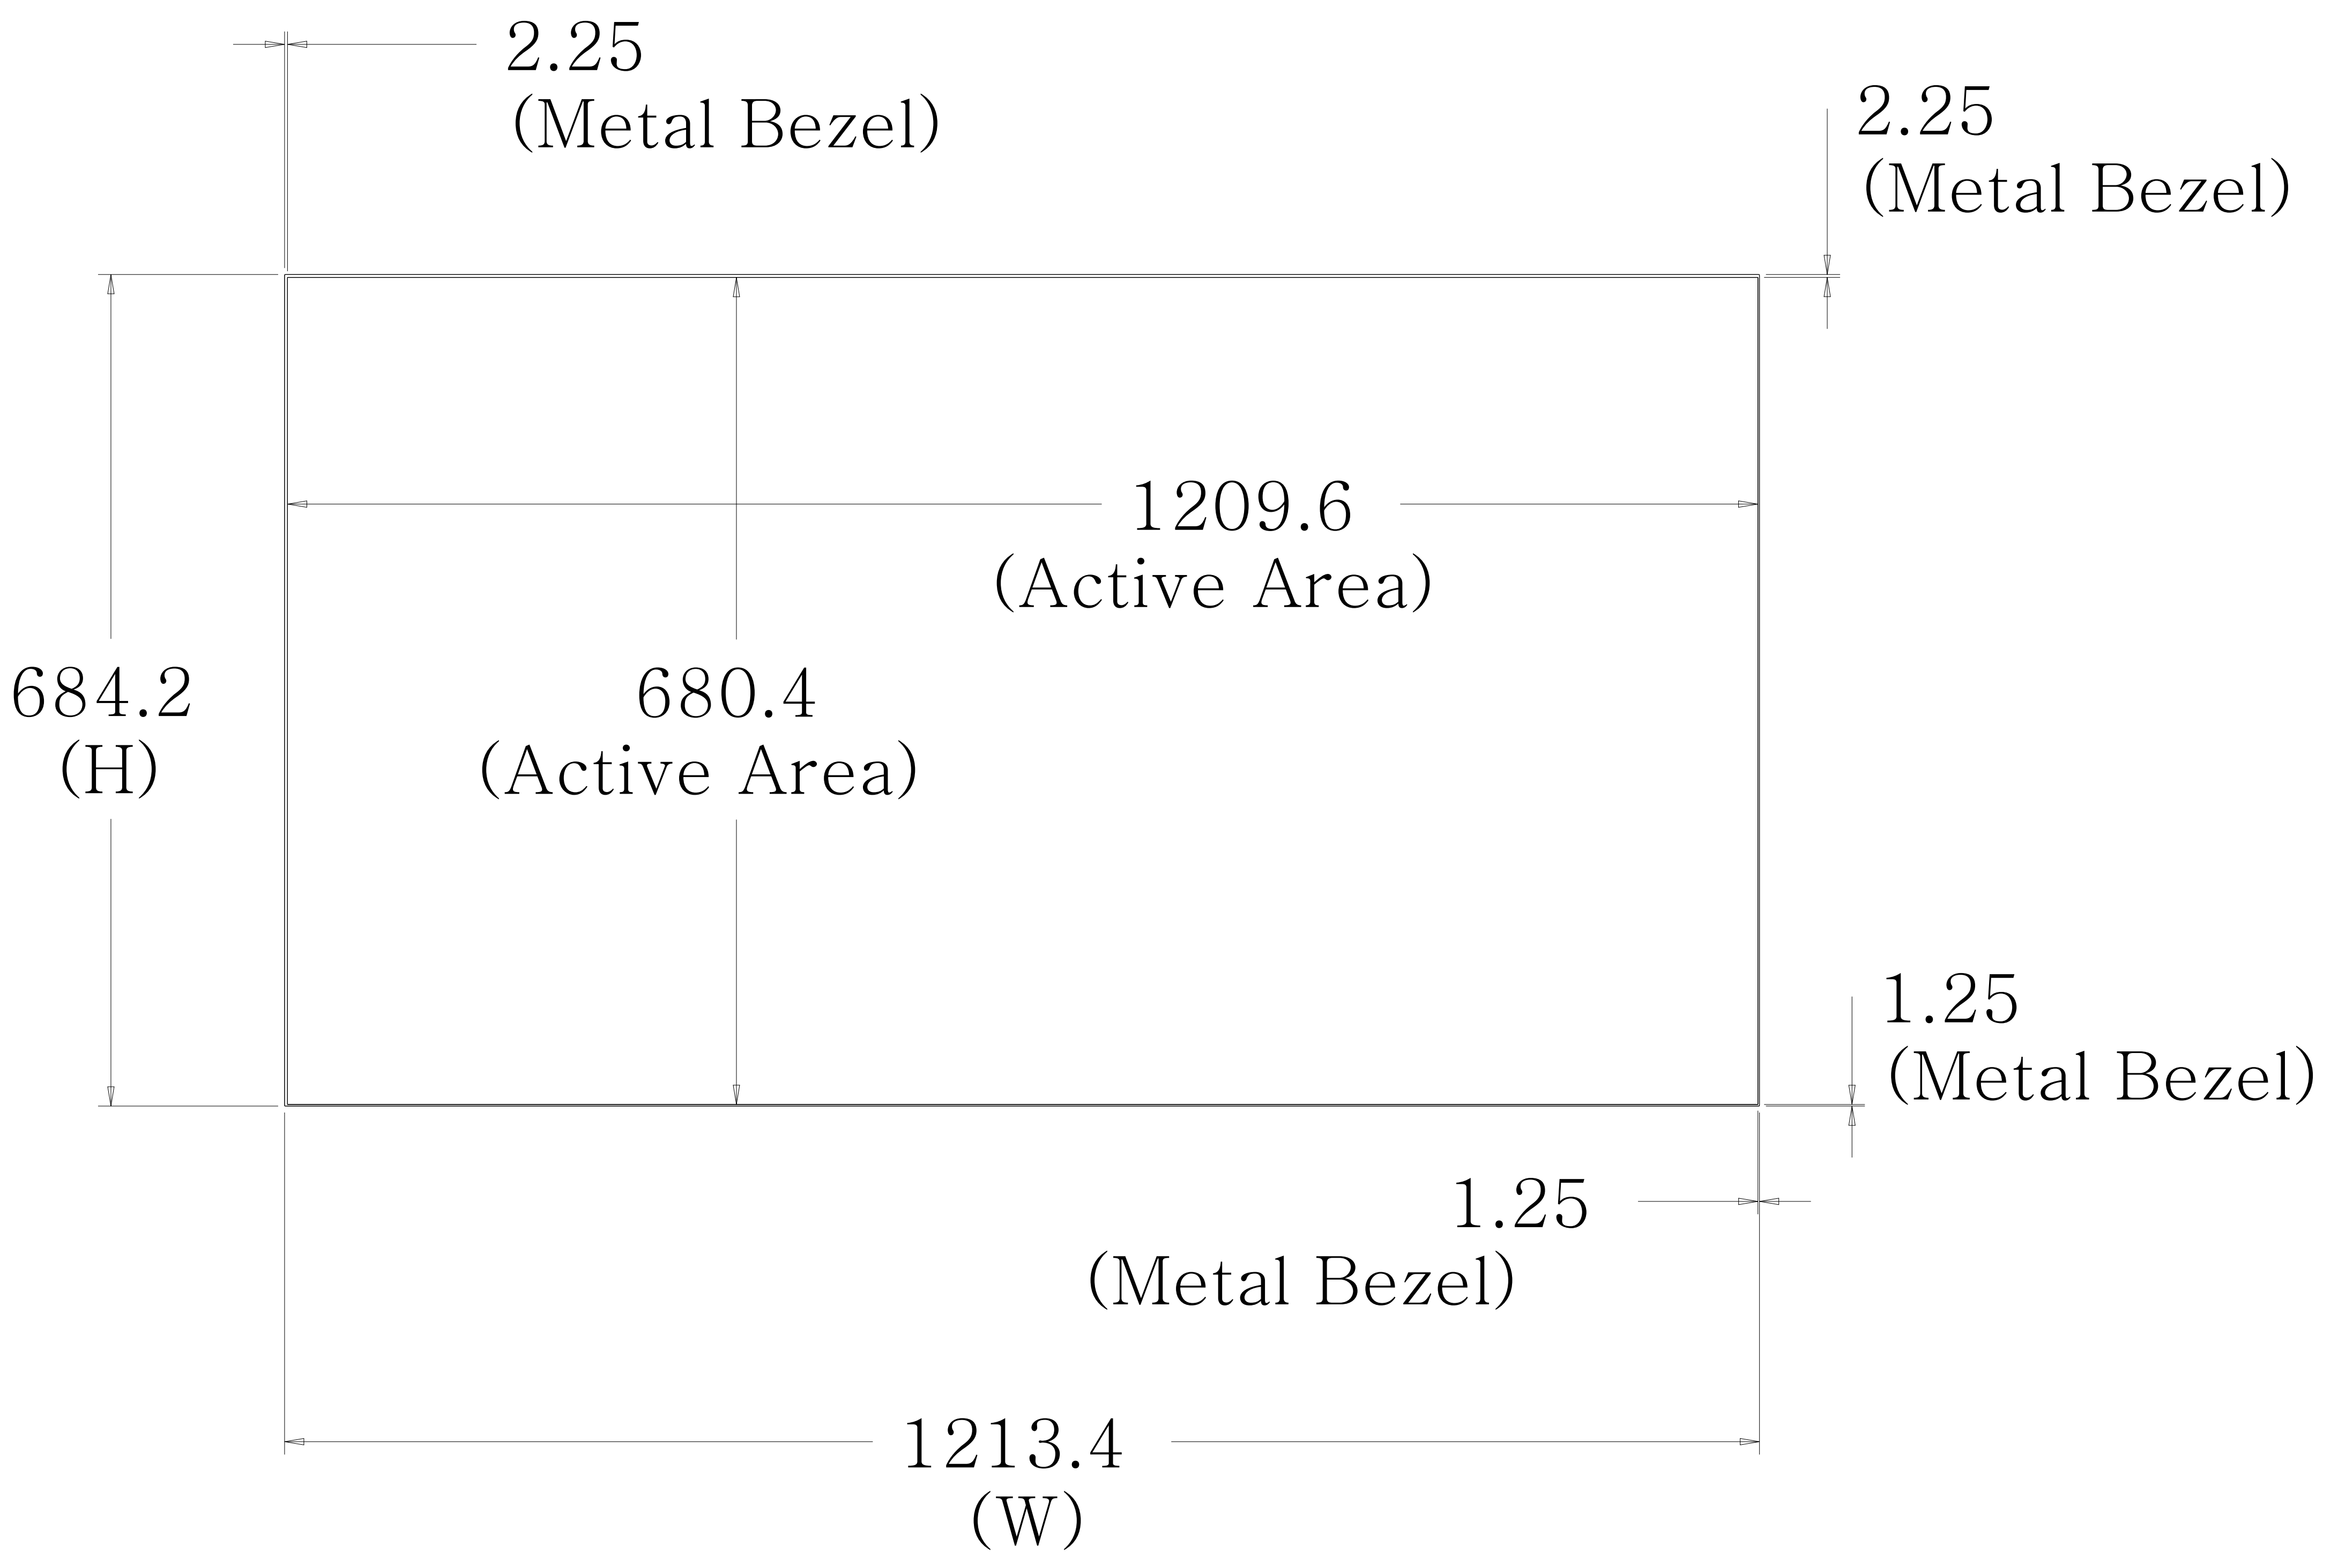 2.25
(Metal Bezel)
2.25
(Metal Bezel)
1209.6
(Active Area)
684.2
(H)
680.4
(Active Area)
1.25
(Metal Bezel)
1.25
(Metal Bezel)
1213.4
(W)